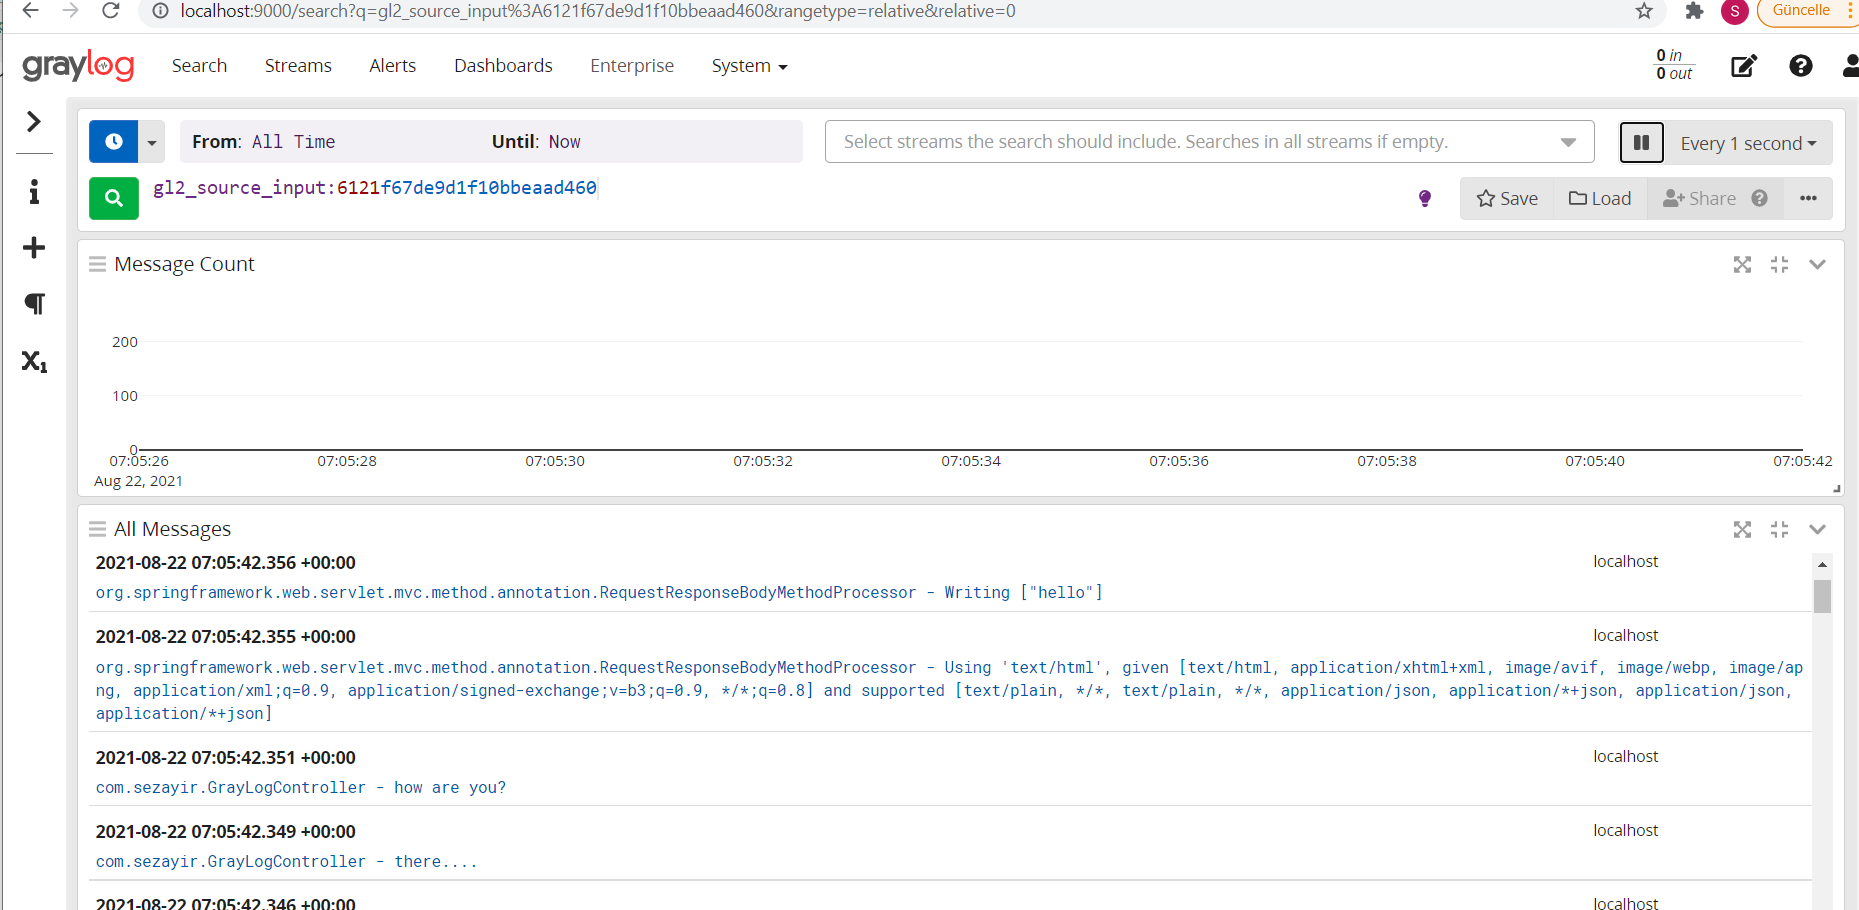 localhost:9000/search?q=gl2_source_input%3A6121f67de9d1f10bbeaad460&rangetype=relative&relative=0
S
Güncelle
graylog
Search
Streams
Alerts
Dashboards
Enterprise
System
0 in
0 out
From: All Time
Until: Now
Select streams the search should include. Searches in all streams if empty.
Every 1 second
gl2_source_input:6121f67de9d1f10bbeaad460
Save
Load
Share
Message Count
200
100
0
07:05:26
07:05:28
07:05:30
07:05:32
07:05:34
07:05:36
07:05:38
07:05:40
07:05:42
Aug 22, 2021
All Messages
2021-08-22 07:05:42.356 +00:00
localhost
org.springframework.web.servlet.mvc.method.annotation.RequestResponseBodyMethodProcessor - Writing ["hello"]
2021-08-22 07:05:42.355 +00:00
localhost
org.springframework.web.servlet.mvc.method.annotation.RequestResponseBodyMethodProcessor - Using 'text/html', given [text/html, application/xhtml+xml, image/avif, image/webp, image/ap
ng, application/xml;q=0.9, application/signed-exchange;v=b3;q=0.9, */*;q=0.8] and supported [text/plain, */*, text/plain, */*, application/json, application/*+json, application/json,
application/*+json]
2021-08-22 07:05:42.351 +00:00
localhost
com.sezayir.GrayLogController - how are you?
2021-08-22 07:05:42.349 +00:00
localhost
com.sezayir.GrayLogController - there....
2021-08-22 07:05:42.346 +00:00
localhost